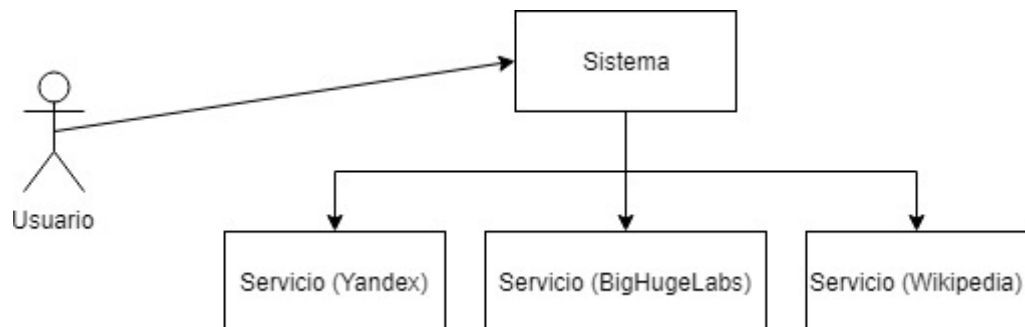 Sistema
Usuario
Servicio (Yandex)
Servicio (BigHugeLabs)
Servicio (Wikipedia)